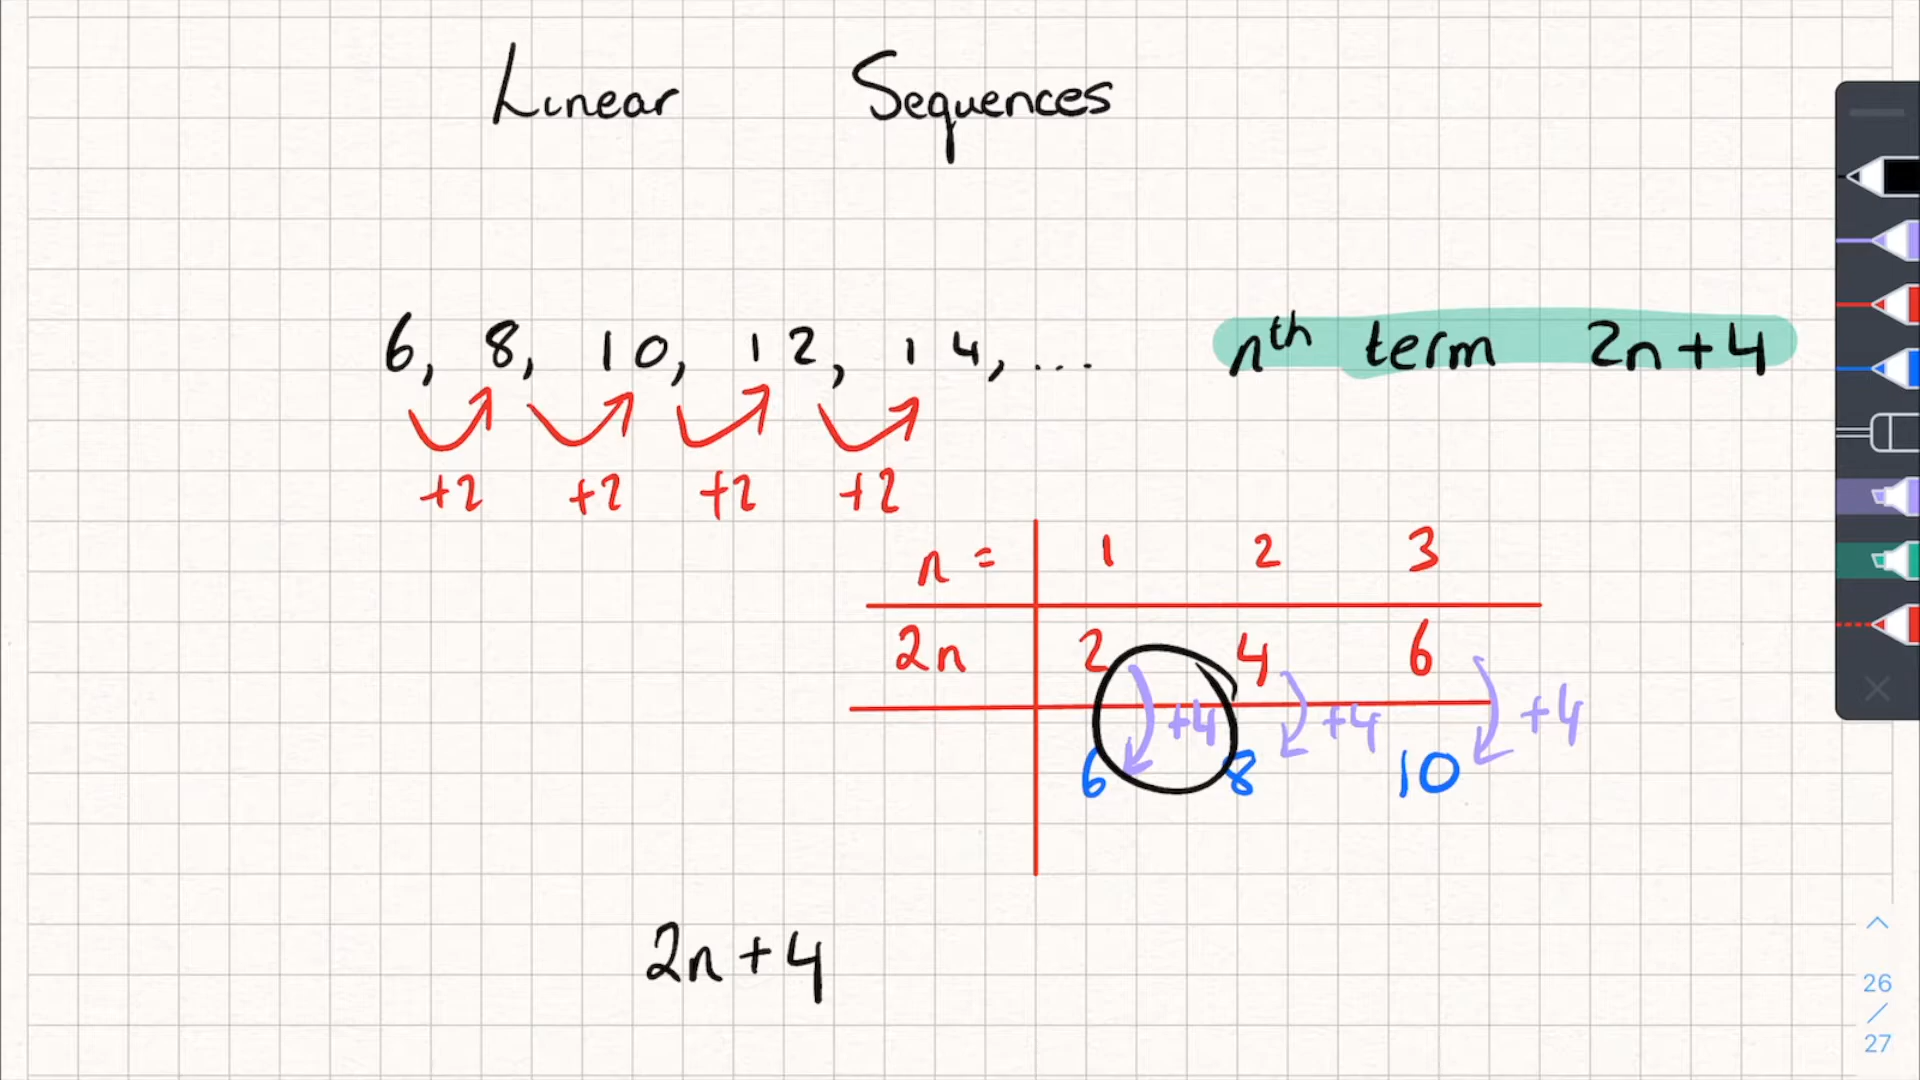 Linear Sequences
6, 8, 10, 12, 14, ... nth term 2n+4
+2 +2 +2 +2
n = 1 2 3
2n 2 4 6
+4 +4 +4
6 8 10
2n+4
26
/
27